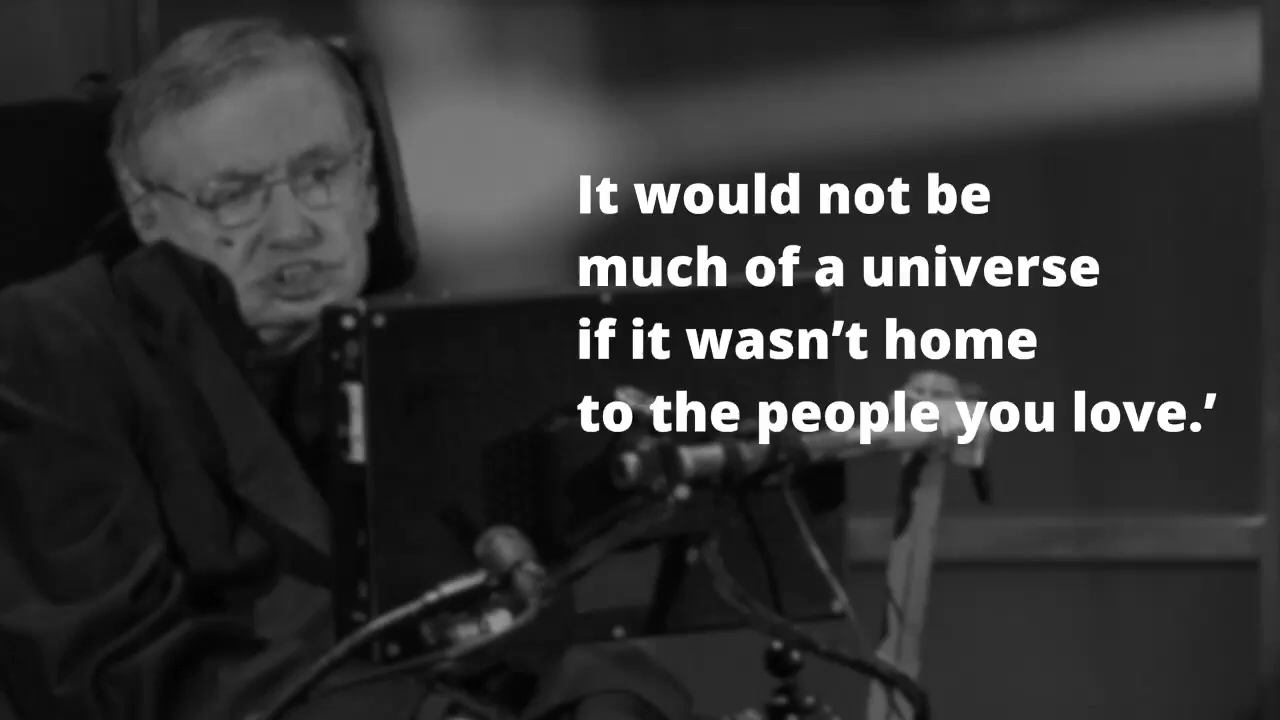 It would not be
much of a universe
if it wasn’t home
to the people you love.’